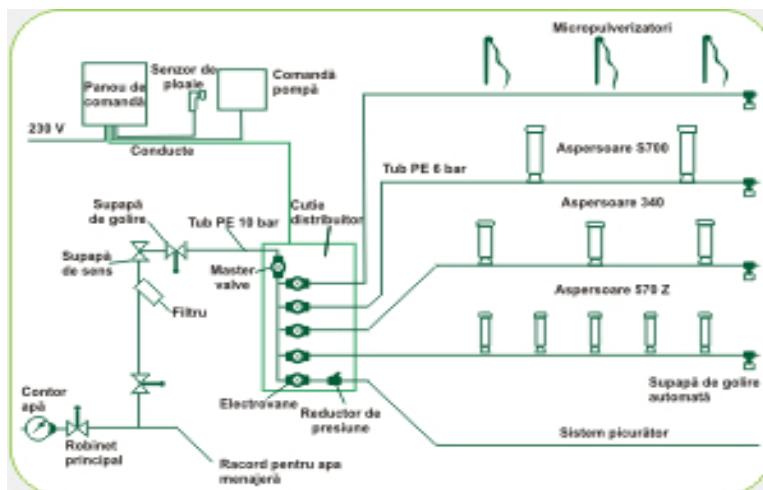 Micropulverizatori
Senzor de
ploaie
Comandă
pompă
Panou de
comandă
230 V
Conducte
Aspersoare S700
Tub PE 6 bar
Supapă
de golire
Tub PE 10 bar
Cutie
distribuitor
Aspersoare 340
Supapă
de sens
Master
valve
Filtru
Aspersoare 570 Z
Contor
apă
Electrovane
Reductor de
presiune
Supapă de golire
automată
Robinet
principal
Sistem picurător
Racord pentru apa
menajeră